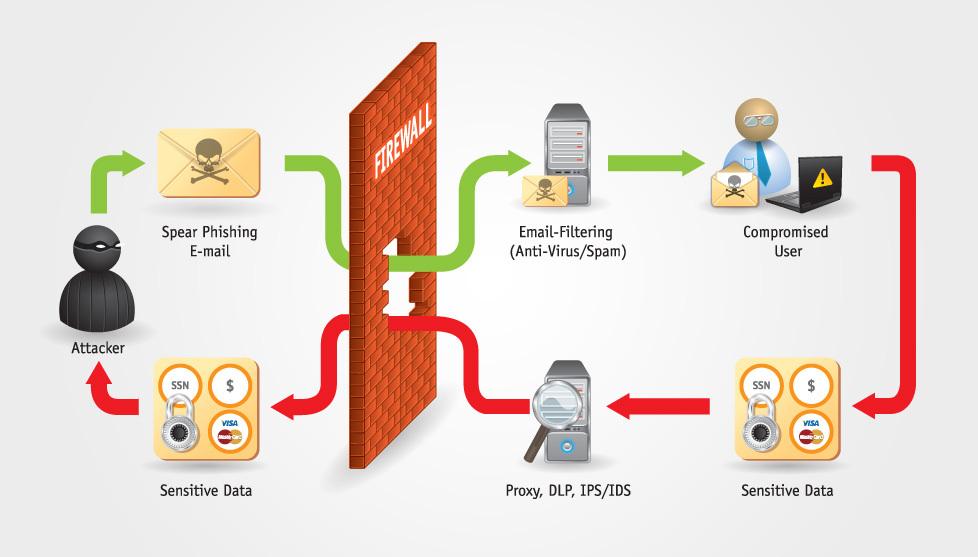 FIREWALL
Spear Phishing
E-mail
Email-Filtering
(Anti-Virus/Spam)
Compromised
User
Attacker
SSN
$
VISA
MasterCard
Sensitive Data
Proxy, DLP, IPS/IDS
SSN
$
VISA
MasterCard
Sensitive Data